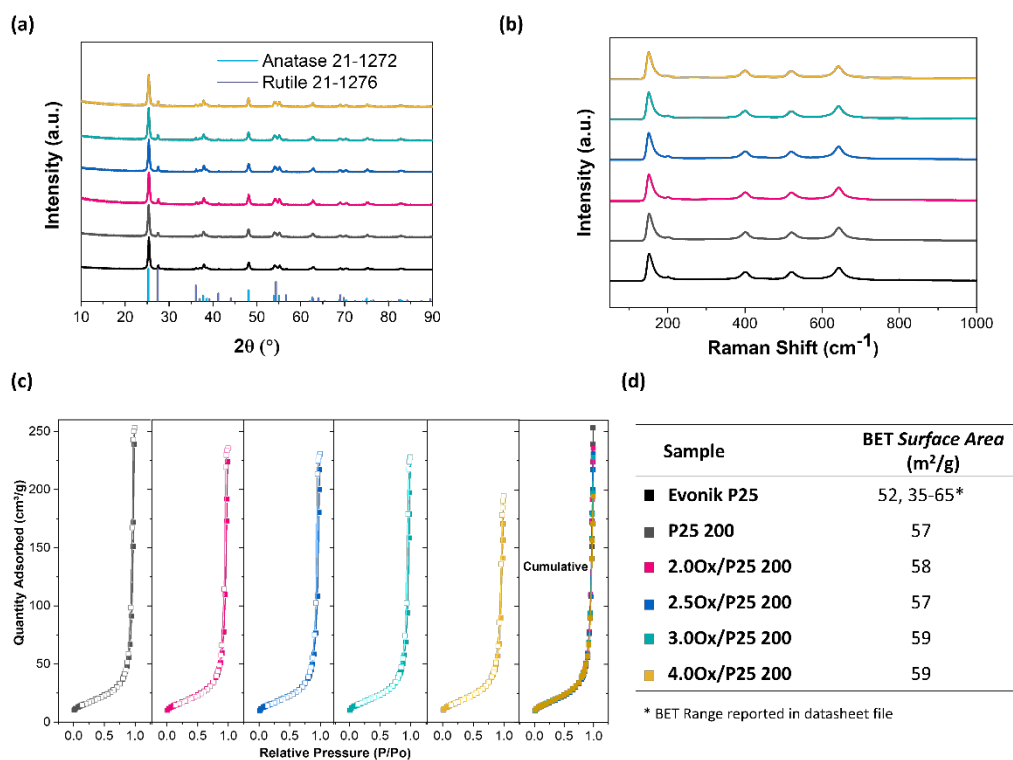 (a)
Anatase 21-1272
Rutile 21-1276
Intensity (a.u.)
10 20 30 40 50 60 70 80 90
2θ (°)
(b)
Intensity (a.u.)
200 400 600 800 1000
Raman Shift (cm-1)
(c)
Quantity Adsorbed (cm³/g)
250
200
150
100
50
0
Cumulative
0.0 0.5 1.0 0.0 0.5 1.0 0.0 0.5 1.0 0.0 0.5 1.0 0.0 0.5 1.0 0.0 0.5 1.0
Relative Pressure (P/Po)
(d)
Sample BET Surface Area
(m²/g)
Evonik P25 52, 35-65*
P25 200 57
2.0Ox/P25 200 58
2.5Ox/P25 200 57
3.0Ox/P25 200 59
4.0Ox/P25 200 59
* BET Range reported in datasheet file